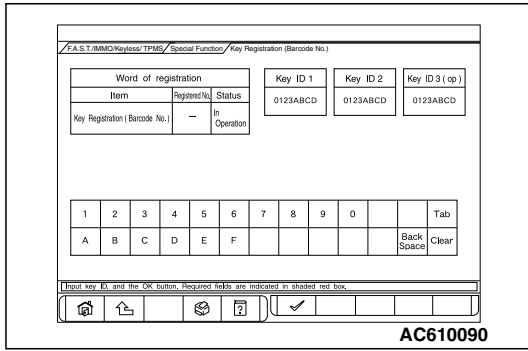 F.A.S.T./IMMO/Keyless/ TPMS/Special Function/Key Registration (Barcode No.)
Word of registration
Item Registered No. Status
Key Registration ( Barcode No. ) — In Operation
Key ID 1 Key ID 2 Key ID 3 ( op )
0123ABCD 0123ABCD 0123ABCD
1 2 3 4 5 6 7 8 9 0 Tab
A B C D E F Back Space Clear
Input key ID, and the OK button. Required fields are indicated in shaded red box.
?
AC610090